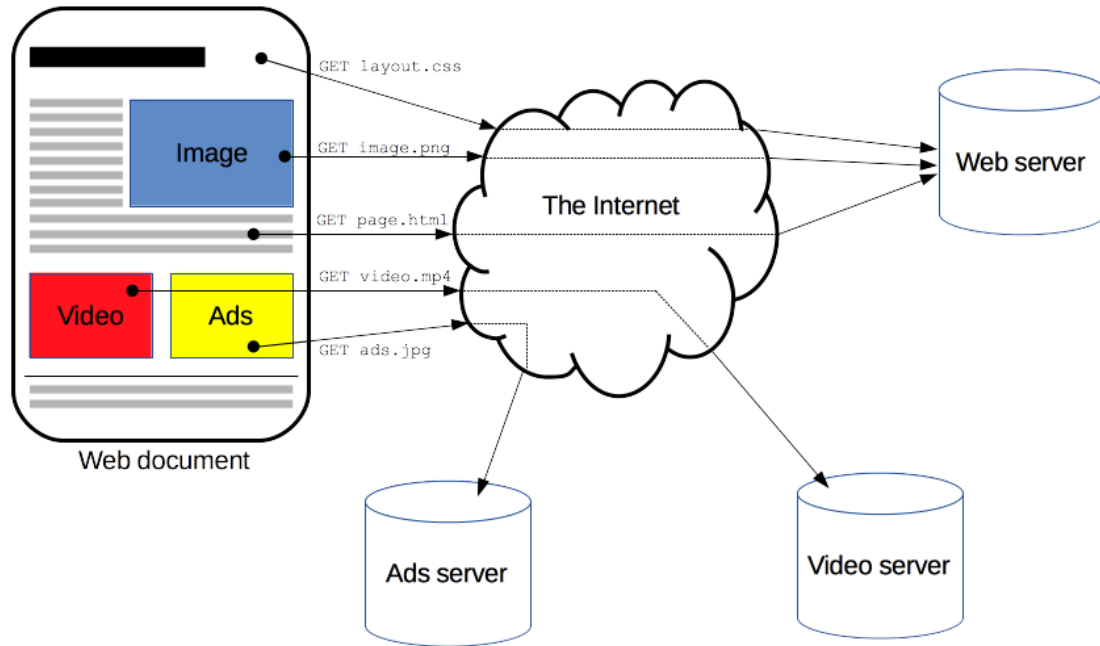 GET layout.css
Image
GET image.png
Web server
The Internet
GET page.html
GET video.mp4
Video
Ads
GET ads.jpg
Web document
Ads server
Video server